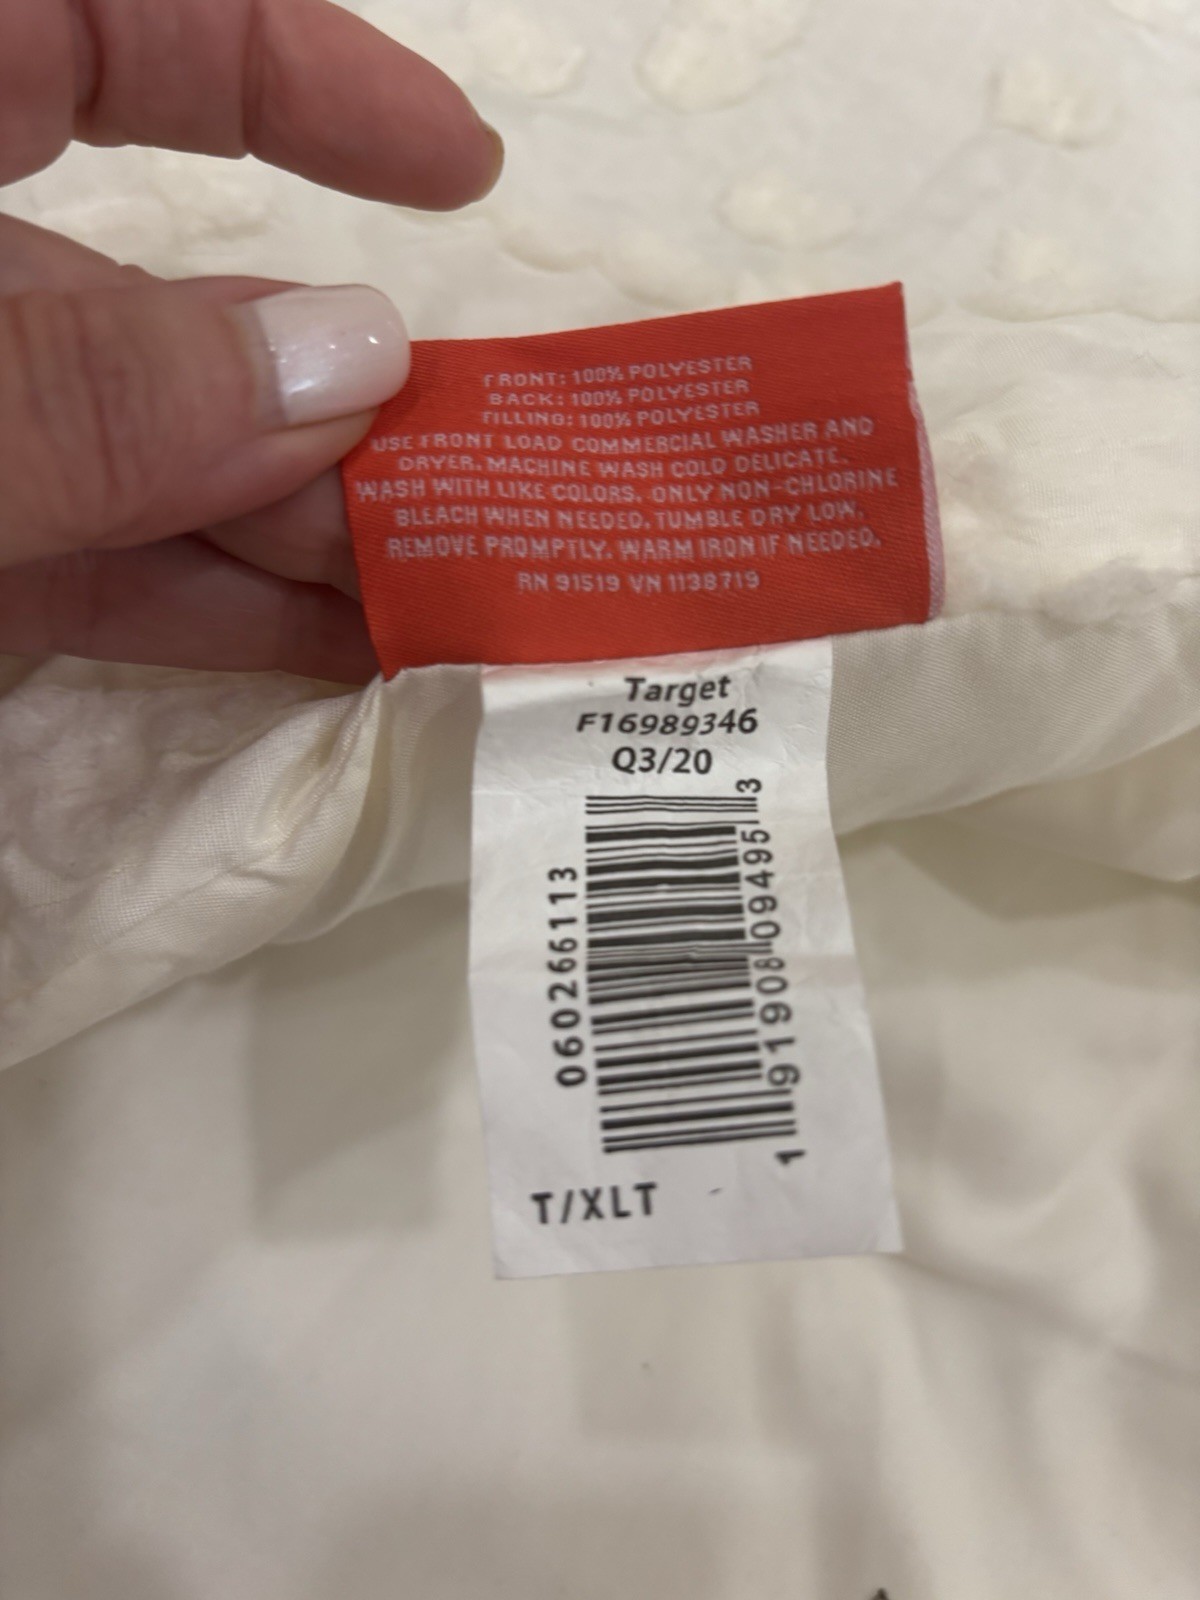 FRONT: 100% POLYESTER
BACK: 100% POLYESTER
FILLING: 100% POLYESTER
USE FRONT LOAD COMMERCIAL WASHER AND
DRYER. MACHINE WASH COLD DELICATE.
WASH WITH LIKE COLORS. ONLY NON-CHLORINE
BLEACH WHEN NEEDED. TUMBLE DRY LOW.
REMOVE PROMPTLY. WARM IRON IF NEEDED.
RN 91519 VN 1138719
Target
F16989346
Q3/20
060266113
1 91908 09495 3
T/XLT